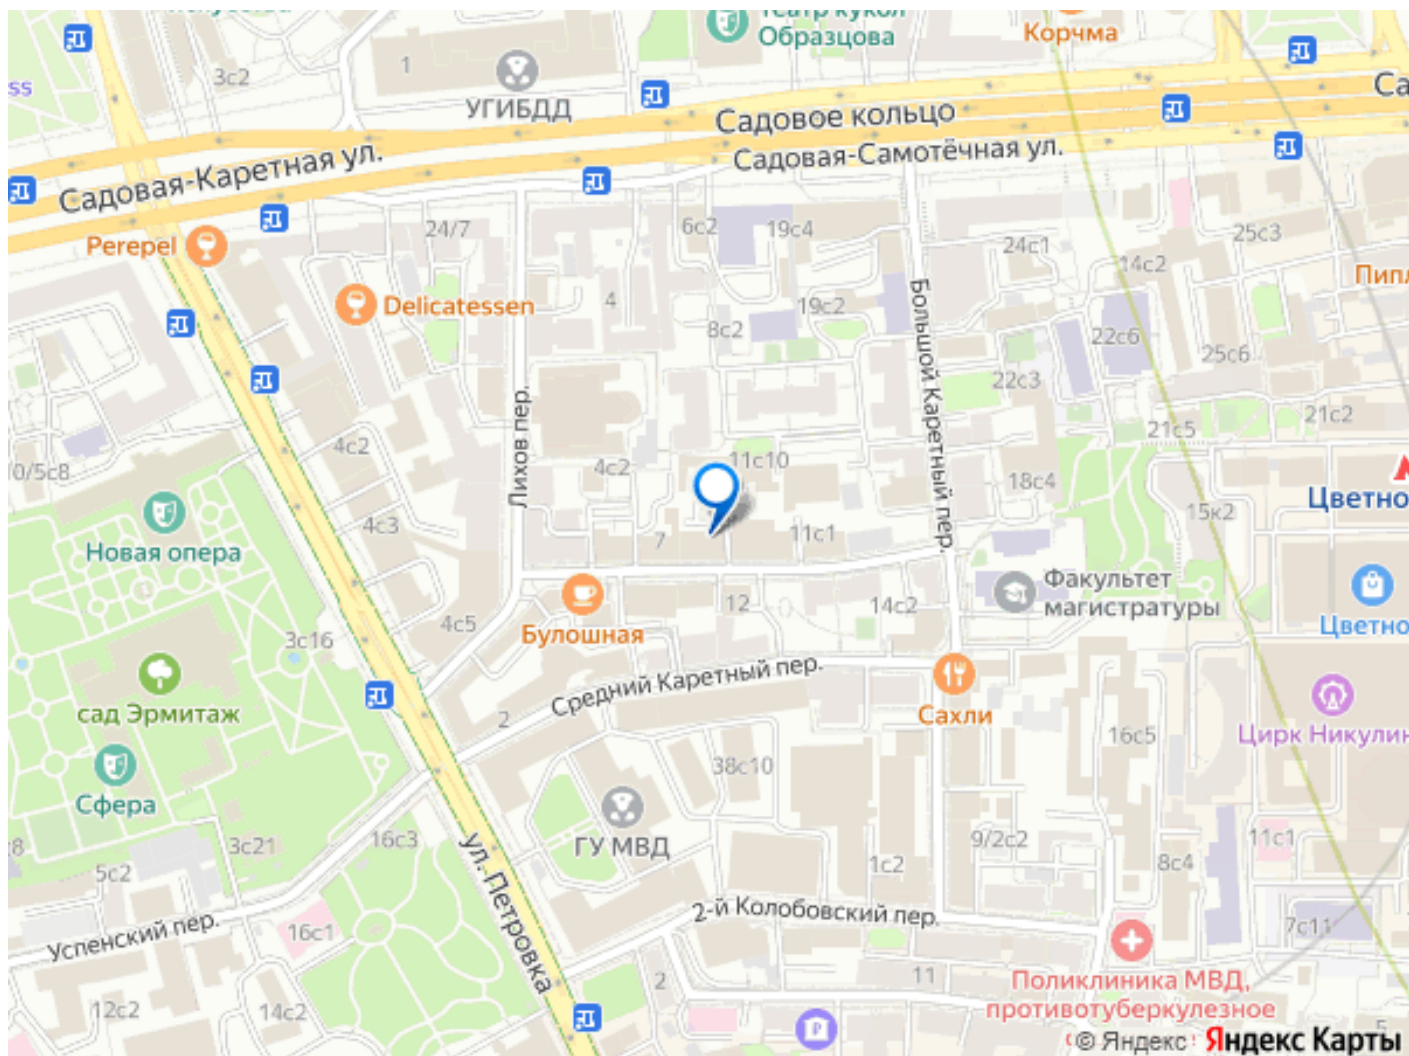 Образцова
Корчма
3с2
1
ss
УГИБДД
Садовое кольцо
Са
Садовая-Самотёчная ул.
Садовая-Каретная ул.
Perepel
24/7
6с2
19с4
24с1
25с3
14с2
Пипл
Delicatessen
4
19с2
8с2
22с6
25с6
Большой Каретный пер.
22с3
Лихов пер.
21с2
21с5
4с2
10/5с8
4с2
11с10
18с4
Цветно
15к2
4с3
Новая опера
7
11с1
Факультет
магистратуры
12
14с2
4с5
Булошная
Цветно
3с16
Средний Каретный пер.
сад Эрмитаж
2
Сахли
16с5
Цирк Никулин
38с10
Сфера
16с3
3с21
ГУ МВД
9/2с2
11с1
с8
5с2
1с2
8с4
ул. Петровка
2-й Колобовский пер.
Успенский пер.
16с1
7с11
2
11
Поликлиника МВД,
противотуберкулезное
12с2
14с2
© Яндекс Яндекс Карты